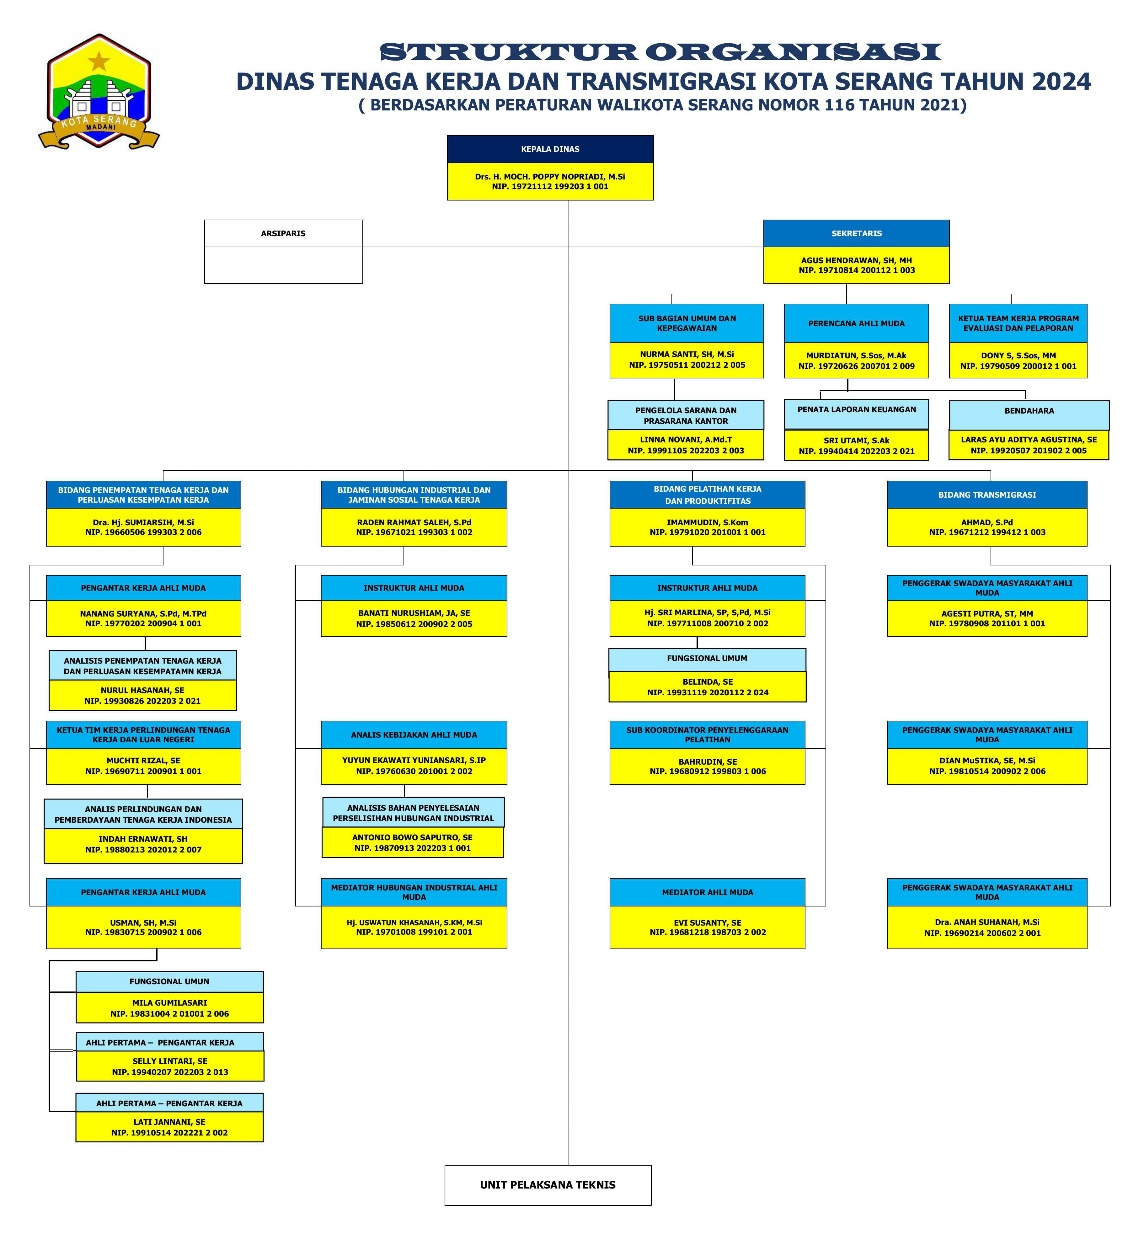 STRUKTUR ORGANISASI
DINAS TENAGA KERJA DAN TRANSMIGRASI KOTA SERANG TAHUN 2024
( BERDASARKAN PERATURAN WALIKOTA SERANG NOMOR 116 TAHUN 2021)
KOTA SERANG
MADANI
KEPALA DINAS
Drs. H. MOCH. POPPY NOPRIADI, M.Si
NIP. 19721112 199203 1 001
ARSIPARIS
SEKRETARIS
AGUS HENDRAWAN, SH, MH
NIP. 19710814 200112 1 003
SUB BAGIAN UMUM DAN
KEPEGAWAIAN
NURMA SANTI, SH, M.Si
NIP. 19750511 200212 2 005
PERENCANA AHLI MUDA
MURDIATUN, S.Sos, M.Ak
NIP. 19720626 200701 2 009
KETUA TEAM KERJA PROGRAM
EVALUASI DAN PELAPORAN
DONY S, S.Sos, MM
NIP. 19790509 200012 1 001
PENGELOLA SARANA DAN
PRASARANA KANTOR
LINNA NOVANI, A.Md.T
NIP. 19991105 202203 2 003
PENATA LAPORAN KEUANGAN
SRI UTAMI, S.Ak
NIP. 19940414 202203 2 021
BENDAHARA
LARAS AYU ADITYA AGUSTINA, SE
NIP. 19920507 201902 2 005
BIDANG PENEMPATAN TENAGA KERJA DAN
PERLUASAN KESEMPATAN KERJA
Dra. Hj. SUMIARSIH, M.Si
NIP. 19660506 199303 2 006
PENGANTAR KERJA AHLI MUDA
NANANG SURYANA, S.Pd, M.TPd
NIP. 19770202 200904 1 001
ANALISIS PENEMPATAN TENAGA KERJA
DAN PERLUASAN KESEMPATAMN KERJA
NURUL HASANAH, SE
NIP. 19930826 202203 2 021
KETUA TIM KERJA PERLINDUNGAN TENAGA
KERJA DAN LUAR NEGERI
MUCHTI RIZAL, SE
NIP. 19690711 200901 1 001
ANALIS PERLINDUNGAN DAN
PEMBERDAYAAN TENAGA KERJA INDONESIA
INDAH ERNAWATI, SH
NIP. 19880213 202012 2 007
PENGANTAR KERJA AHLI MUDA
USMAN, SH, M.Si
NIP. 19830715 200902 1 006
FUNGSIONAL UMUN
MILA GUMILASARI
NIP. 19831004 2 01001 2 006
AHLI PERTAMA – PENGANTAR KERJA
SELLY LINTARI, SE
NIP. 19940207 202203 2 013
AHLI PERTAMA – PENGANTAR KERJA
LATI JANNANI, SE
NIP. 19910514 202221 2 002
BIDANG HUBUNGAN INDUSTRIAL DAN
JAMINAN SOSIAL TENAGA KERJA
RADEN RAHMAT SALEH, S.Pd
NIP. 19671021 199303 1 002
INSTRUKTUR AHLI MUDA
BANATI NURUSHIAM, JA, SE
NIP. 19850612 200902 2 005
ANALIS KEBIJAKAN AHLI MUDA
YUYUN EKAWATI YUNIANSARI, S.IP
NIP. 19760630 201001 2 002
ANALISIS BAHAN PENYELESAIAN
PERSELISIHAN HUBUNGAN INDUSTRIAL
ANTONIO BOWO SAPUTRO, SE
NIP. 19870913 202203 1 001
MEDIATOR HUBUNGAN INDUSTRIAL AHLI
MUDA
Hj. USWATUN KHASANAH, S.KM, M.Si
NIP. 19701008 199101 2 001
BIDANG PELATIHAN KERJA
DAN PRODUKTIFITAS
IMAMMUDIN, S.Kom
NIP. 19791020 201001 1 001
INSTRUKTUR AHLI MUDA
Hj. SRI MARLINA, SP, S,Pd, M.Si
NIP. 197711008 200710 2 002
FUNGSIONAL UMUM
BELINDA, SE
NIP. 19931119 2020112 2 024
SUB KOORDINATOR PENYELENGGARAAN
PELATIHAN
BAHRUDIN, SE
NIP. 19680912 199803 1 006
MEDIATOR AHLI MUDA
EVI SUSANTY, SE
NIP. 19681218 198703 2 002
BIDANG TRANSMIGRASI
AHMAD, S.Pd
NIP. 19671212 199412 1 003
PENGGERAK SWADAYA MASYARAKAT AHLI
MUDA
AGESTI PUTRA, ST, MM
NIP. 19780908 201101 1 001
PENGGERAK SWADAYA MASYARAKAT AHLI
MUDA
DIAN MuSTIKA, SE, M.Si
NIP. 19810514 200902 2 006
PENGGERAK SWADAYA MASYARAKAT AHLI
MUDA
Dra. ANAH SUHANAH, M.Si
NIP. 19690214 200602 2 001
UNIT PELAKSANA TEKNIS